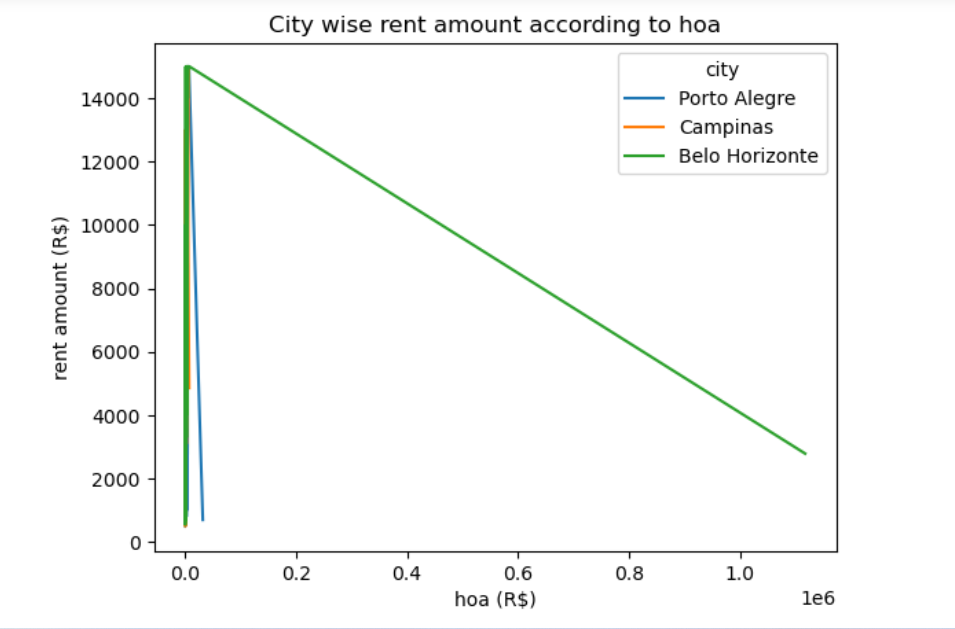 City wise rent amount according to hoa
city
Porto Alegre
Campinas
Belo Horizonte
rent amount (R$)
14000
12000
10000
8000
6000
4000
2000
0
0.0 0.2 0.4 0.6 0.8 1.0
1e6
hoa (R$)